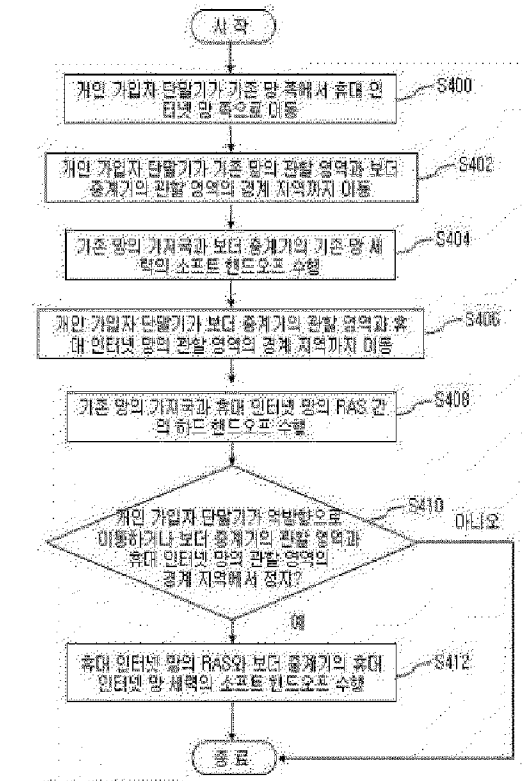 시 작
개인 가입자 단말기가 기존 망 쪽에서 휴대 인
터넷 망 쪽으로 이동
S400
개인 가입자 단말기가 기존 망의 관할 영역과 보더
중계기의 관할 영역의 경계 지역까지 이동
S402
기존 망의 기지국과 보더 중계기의 기존 망 세
력의 소프트 핸드오프 수행
S404
개인 가입자 단말기가 보더 중계기의 관할 영역과 휴
대 인터넷 망의 관할 영역의 경계 지역까지 이동
S406
기존 망의 기지국과 휴대 인터넷 망의 RAS 간
의 하드 핸드오프 수행
S408
개인 가입자 단말기가 역방향으로
이동하거나 보더 중계기의 관할 영역과
휴대 인터넷 망의 관할 영역의
경계 지역에서 정지?
S410
아니오
예
휴대 인터넷 망의 RAS와 보더 중계기의 휴대
인터넷 망 세력의 소프트 핸드오프 수행
S412
종 료